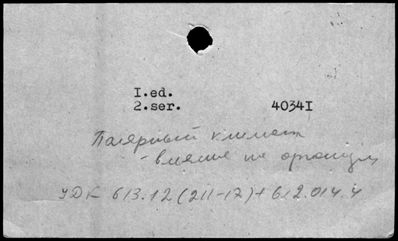 I.ed.
2.ser. 40341
Полярный климат
- влияние на организм
УДК 613.12(211-17)+612.014.4